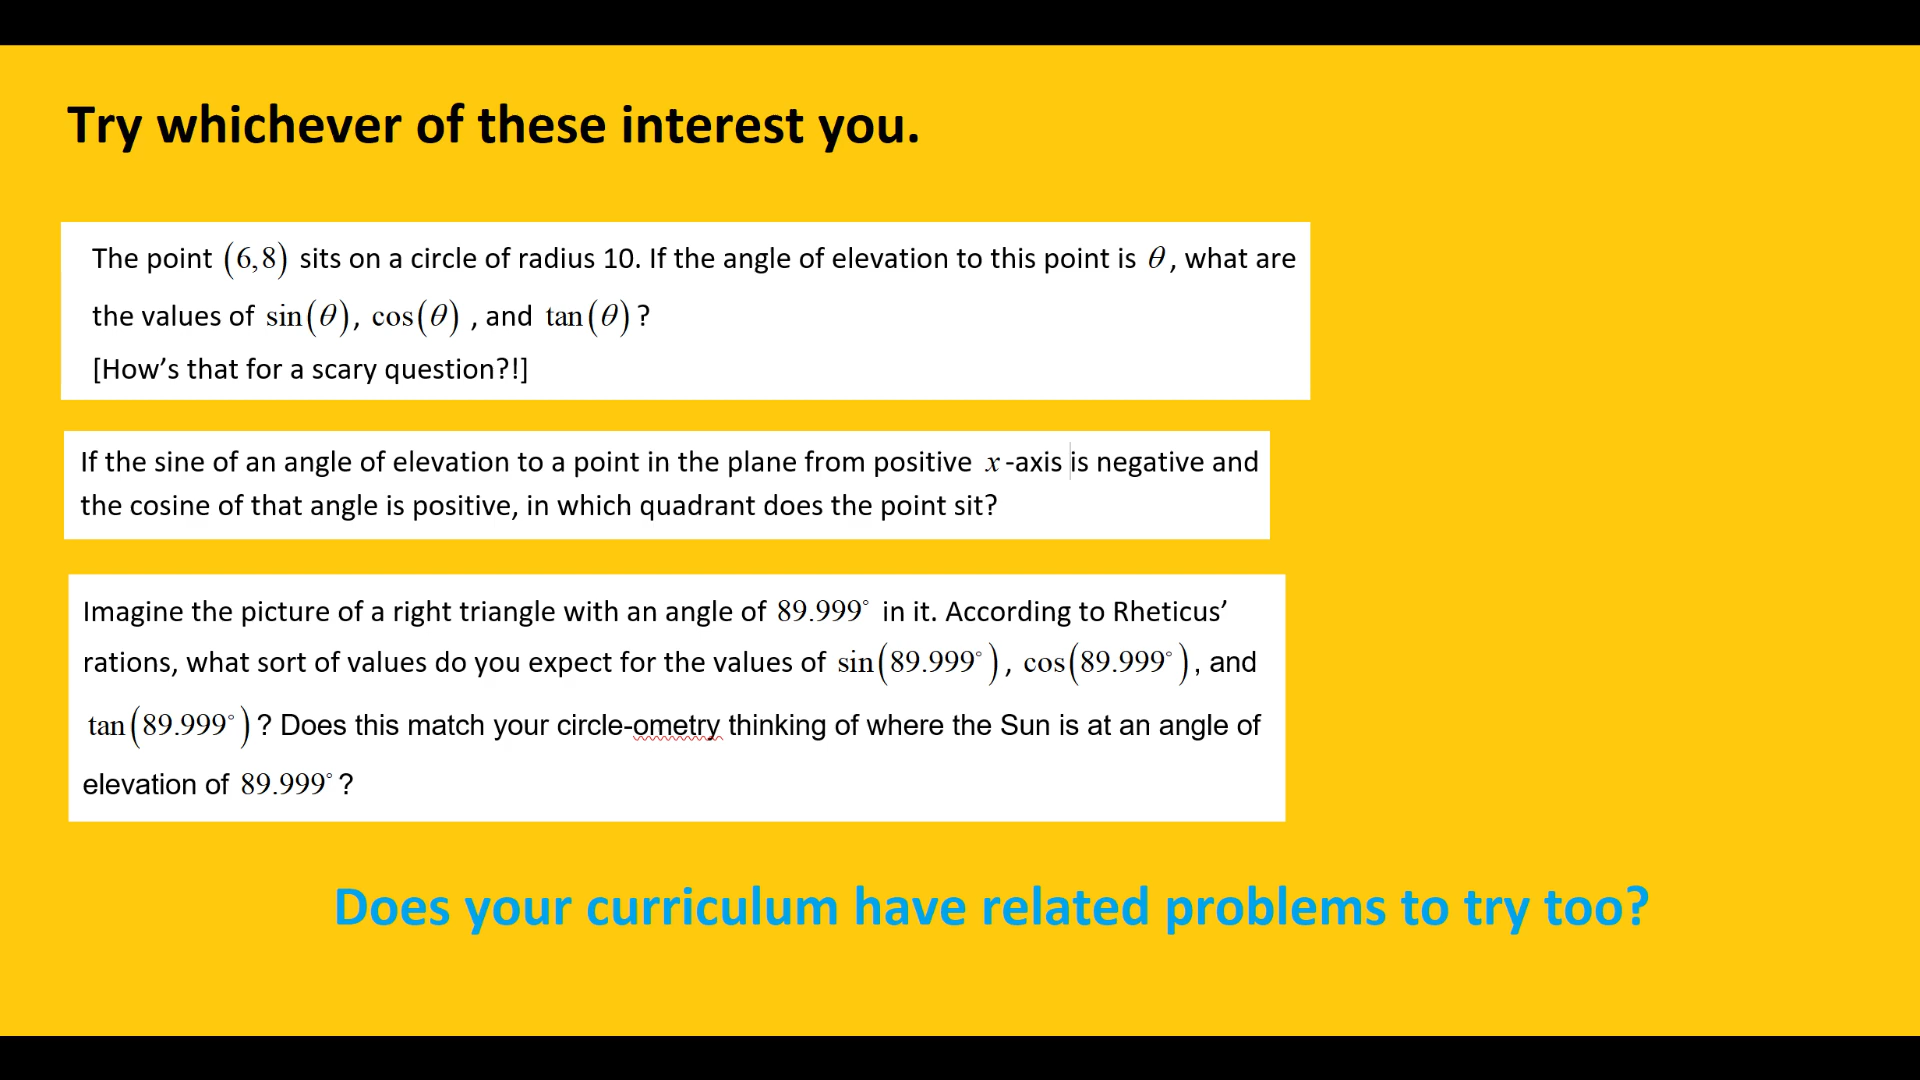 Try whichever of these interest you.
The point (6,8) sits on a circle of radius 10. If the angle of elevation to this point is θ, what are
the values of sin(θ), cos(θ) , and tan(θ)?
[How’s that for a scary question?!]
If the sine of an angle of elevation to a point in the plane from positive x-axis is negative and
the cosine of that angle is positive, in which quadrant does the point sit?
Imagine the picture of a right triangle with an angle of 89.999° in it. According to Rheticus’
rations, what sort of values do you expect for the values of sin(89.999°), cos(89.999°), and
tan(89.999°)? Does this match your circle-ometry thinking of where the Sun is at an angle of
elevation of 89.999°?
Does your curriculum have related problems to try too?